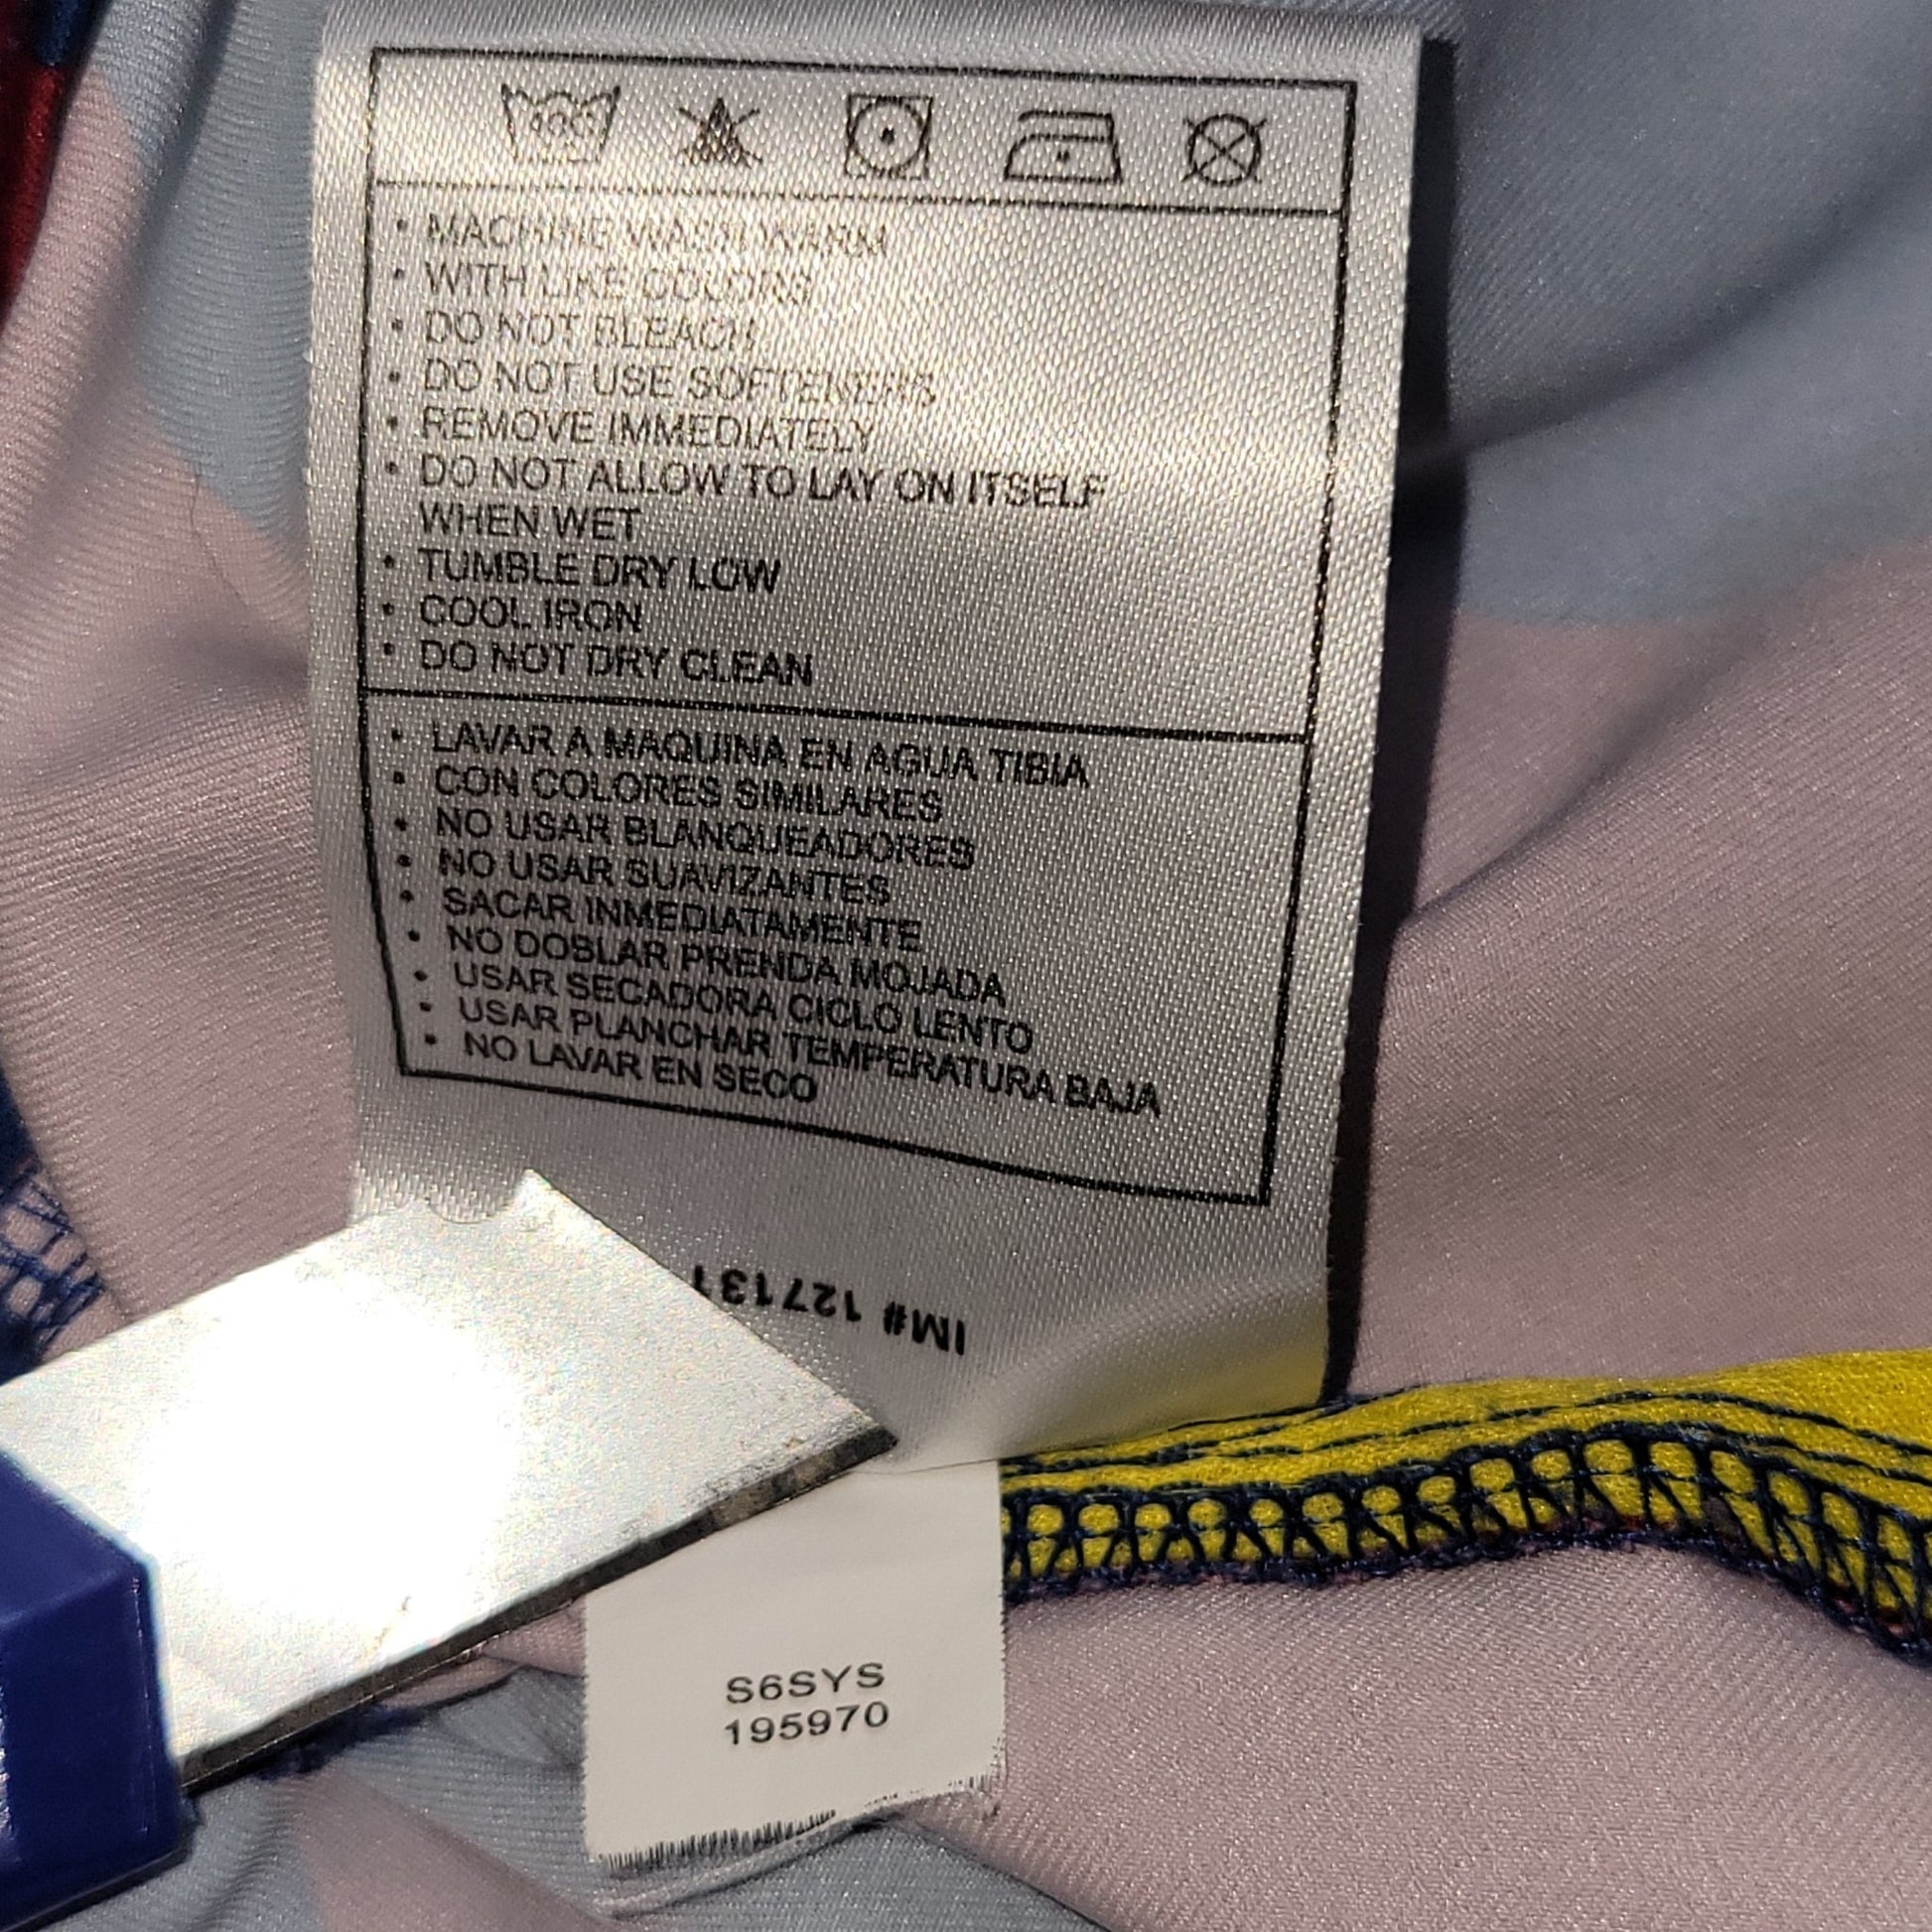 • MACHINE WASH WARM
• WITH LIKE COLORS
• DO NOT BLEACH
• DO NOT USE SOFTENERS
• REMOVE IMMEDIATELY
• DO NOT ALLOW TO LAY ON ITSELF
WHEN WET
• TUMBLE DRY LOW
• COOL IRON
• DO NOT DRY CLEAN
• LAVAR A MAQUINA EN AGUA TIBIA
• CON COLORES SIMILARES
• NO USAR BLANQUEADORES
• NO USAR SUAVIZANTES
• SACAR INMEDIATAMENTE
• NO DOBLAR PRENDA MOJADA
• USAR SECADORA CICLO LENTO
• USAR PLANCHAR TEMPERATURA BAJA
• NO LAVAR EN SECO
IM# 127131
S6SYS
195970